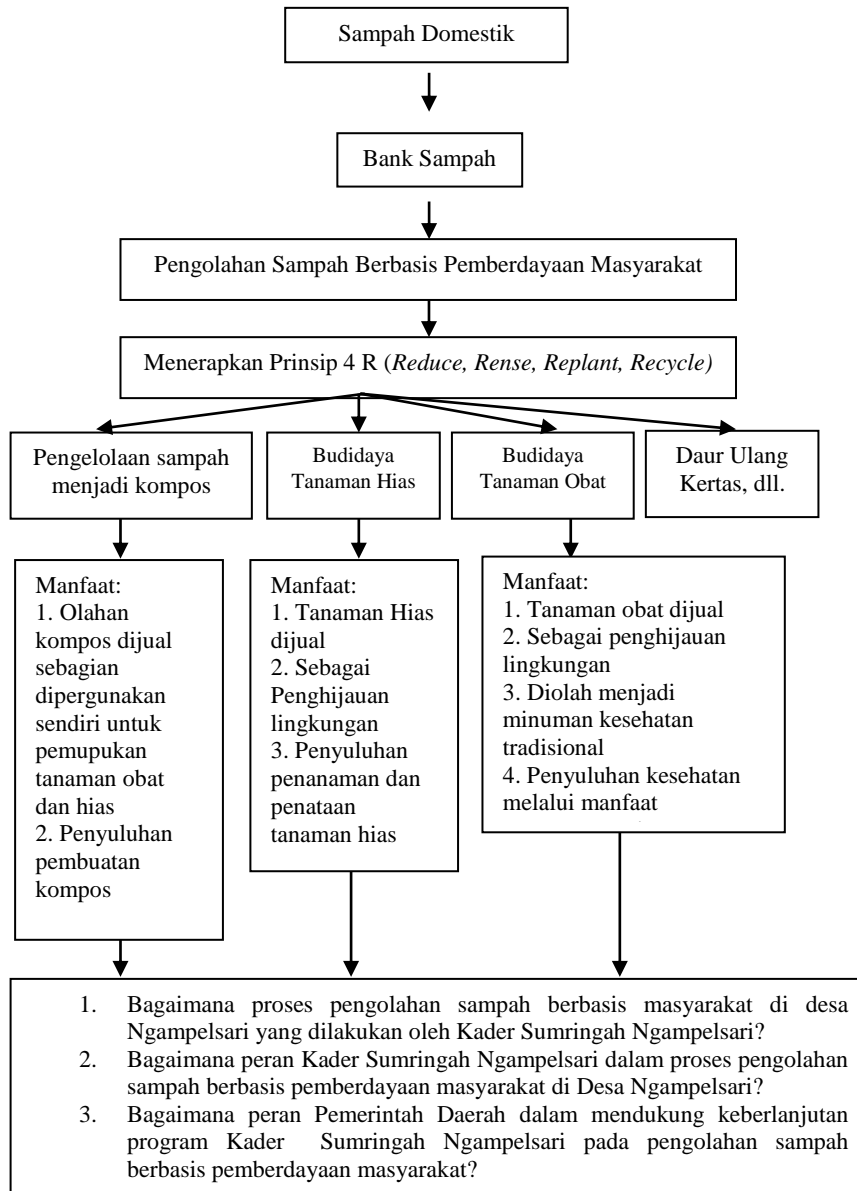 Sampah Domestik
Bank Sampah
Pengolahan Sampah Berbasis Pemberdayaan Masyarakat
Menerapkan Prinsip 4 R (Reduce, Rense, Replant, Recycle)
Pengelolaan sampah
menjadi kompos
Budidaya
Tanaman Hias
Budidaya
Tanaman Obat
Daur Ulang
Kertas, dll.
Manfaat:
1. Olahan
kompos dijual
sebagian
dipergunakan
sendiri untuk
pemupukan
tanaman obat
dan hias
2. Penyuluhan
pembuatan
kompos
Manfaat:
1. Tanaman Hias
dijual
2. Sebagai
Penghijauan
lingkungan
3. Penyuluhan
penanaman dan
penataan
tanaman hias
Manfaat:
1. Tanaman obat dijual
2. Sebagai penghijauan
lingkungan
3. Diolah menjadi
minuman kesehatan
tradisional
4. Penyuluhan kesehatan
melalui manfaat
1. Bagaimana proses pengolahan sampah berbasis masyarakat di desa
Ngampelsari yang dilakukan oleh Kader Sumringah Ngampelsari?
2. Bagaimana peran Kader Sumringah Ngampelsari dalam proses pengolahan
sampah berbasis pemberdayaan masyarakat di Desa Ngampelsari?
3. Bagaimana peran Pemerintah Daerah dalam mendukung keberlanjutan
program Kader Sumringah Ngampelsari pada pengolahan sampah
berbasis pemberdayaan masyarakat?